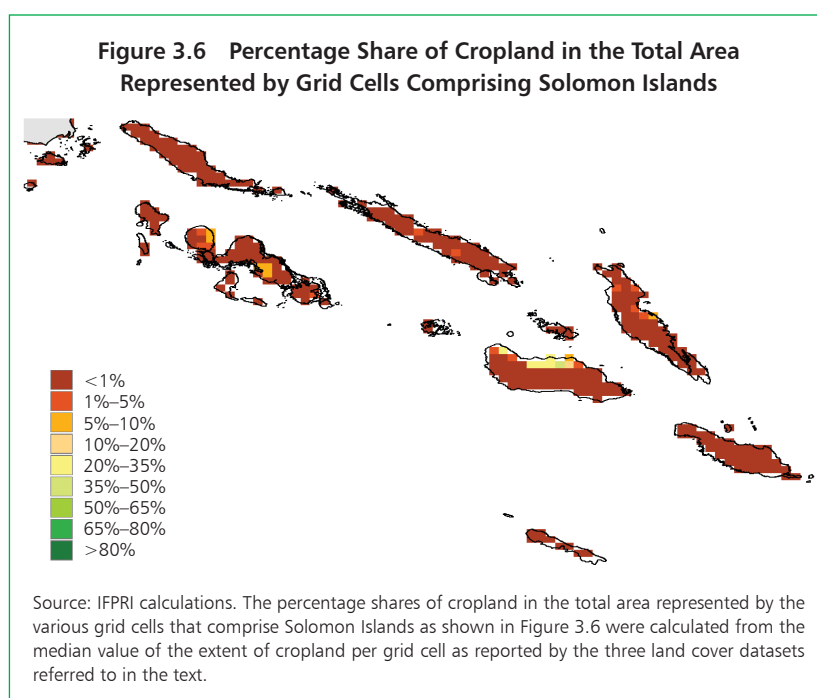 Figure 3.6 Percentage Share of Cropland in the Total Area
Represented by Grid Cells Comprising Solomon Islands
<1%
1%–5%
5%–10%
10%–20%
20%–35%
35%–50%
50%–65%
65%–80%
>80%
Source: IFPRI calculations. The percentage shares of cropland in the total area represented by the
various grid cells that comprise Solomon Islands as shown in Figure 3.6 were calculated from the
median value of the extent of cropland per grid cell as reported by the three land cover datasets
referred to in the text.